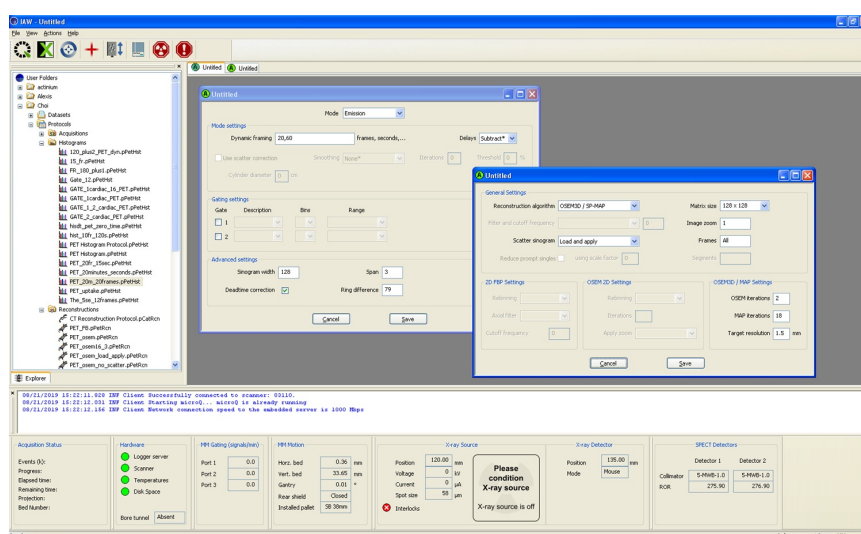 IAW - Untitled
File View Actions Help
Untitled Untitled
User Folders
actinium
Alexis
Choi
Datasets
Protocols
Acquisitions
Histograms
120_plus2_PET_dyn.pPetHst
15_fr.pPetHst
FR_180_plus1.pPetHst
Gate_12.pPetHst
GATE_1cardiac_16_PET.pPetHst
GATE_1cardiac_PET.pPetHst
GATE_1_2_cardiac_PET.pPetHst
GATE_2_cardiac_PET.pPetHst
hisdt_pet_zero_time.pPetHst
hist_10fr_120s.pPetHst
PET Histogram Protocol.pPetHst
PET Histogram.pPetHst
PET_20fr_15sec.pPetHst
PET_20minutes_seconds.pPetHst
PET_20m_20frames.pPetHst
PET_uptake.pPetHst
The_5se_12frames.pPetHst
Reconstructions
CT Reconstruction Protocol.pCatRcn
PET_FB.pPetRcn
PET_osem.pPetRcn
PET_osem16_3.pPetRcn
PET_osem_load_apply.pPetRcn
PET_osem_no_scatter.pPetRcn
Explorer
Untitled
Mode Emission
Mode settings
Dynamic framing 20,60 frames, seconds,... Delays Subtract*
Use scatter correction Smoothing None* Iterations 0 Threshold 0 %
Cylinder diameter 0 cm
Gating settings
Gate Description Bins Range
1
2
Advanced settings
Sinogram width 128 Span 3
Deadtime correction Ring difference 79
Cancel Save
Untitled
General Settings
Reconstruction algorithm OSEM3D / SP-MAP Matrix size 128 x 128
Filter and cutoff frequency 0 Image zoom 1
Scatter sinogram Load and apply Frames All
Reduce prompt singles using scale factor 0 Segments
2D FBP Settings OSEM 2D Settings OSEM3D / MAP Settings
Rebinning Rebinning OSEM iterations 2
Axial filter Iterations MAP iterations 18
Cutoff frequency 0 Apply zoom Target resolution 1.5 mm
Cancel Save
08/21/2019 15:22:11.828 INF Client Successfully connected to scanner: 03110.
08/21/2019 15:22:12.031 INF Client Starting microQ... microQ is already running
08/21/2019 15:22:12.156 INF Client Network connection speed to the embedded server is 1000 Mbps
Acquisition Status
Events (k):
Progress:
Elapsed time:
Remaining time:
Projection:
Bed Number:
Hardware
Logger server
Scanner
Temperatures
Disk Space
Bore tunnel Absent
MM Gating (signals/min)
Port 1 0.0
Port 2 0.0
Port 3 0.0
MM Motion
Horz. bed 0.36 mm
Vert. bed 33.65 mm
Gantry 0.01 °
Rear shield Closed
Installed pallet SB 38mm
X-ray Source
Position 120.00 mm
Voltage 0 kV
Current 0 µA
Spot size 58 µm
Interlocks
Please
condition
X-ray source
X-ray source is off
X-ray Detector
Position 135.00 mm
Mode Mouse
SPECT Detectors
Detector 1 Detector 2
Collimator 5-MWB-1.0 5-MWB-1.0
ROR 275.90 276.90